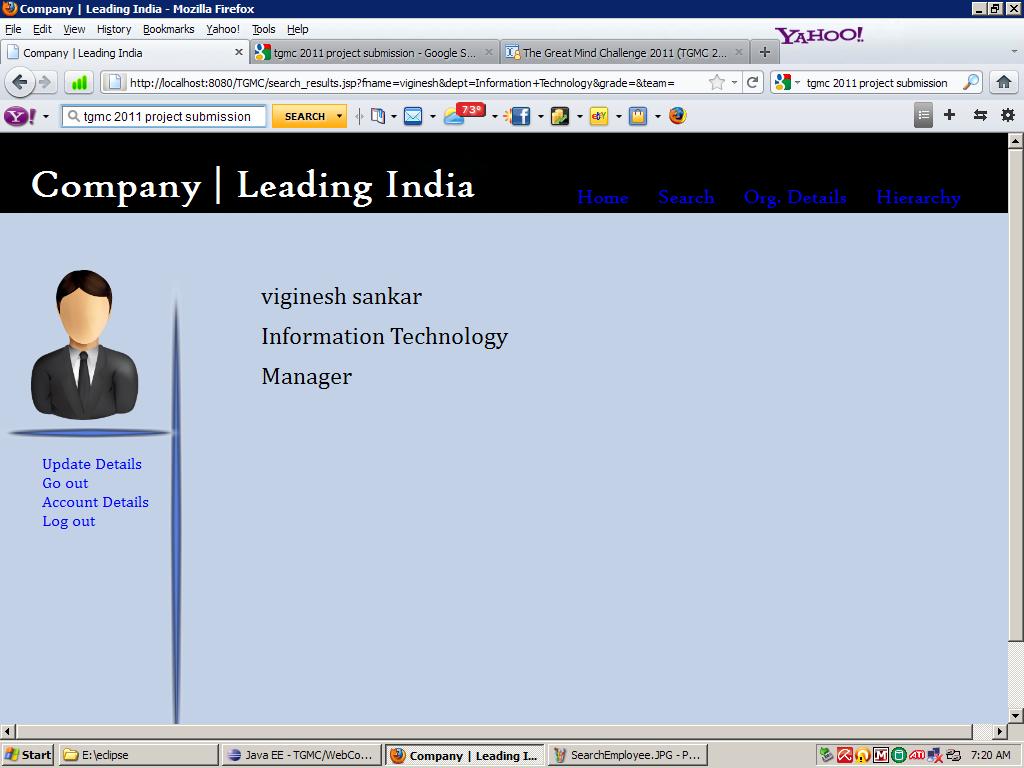 Company | Leading India - Mozilla Firefox
File Edit View History Bookmarks Yahoo! Tools Help
YAHOO!
Company | Leading India
tgmc 2011 project submission - Google S...
The Great Mind Challenge 2011 (TGMC 2...
http://localhost:8080/TGMC/search_results.jsp?fname=viginesh&dept=Information+Technology&grade=&team=
tgmc 2011 project submission
Y! tgmc 2011 project submission SEARCH 73° ebY
Company | Leading India
Home Search Org. Details Hierarchy
viginesh sankar
Information Technology
Manager
Update Details
Go out
Account Details
Log out
Start E:\eclipse Java EE - TGMC/WebCo... Company | Leading I... SearchEmployee.JPG - P... 7:20 AM